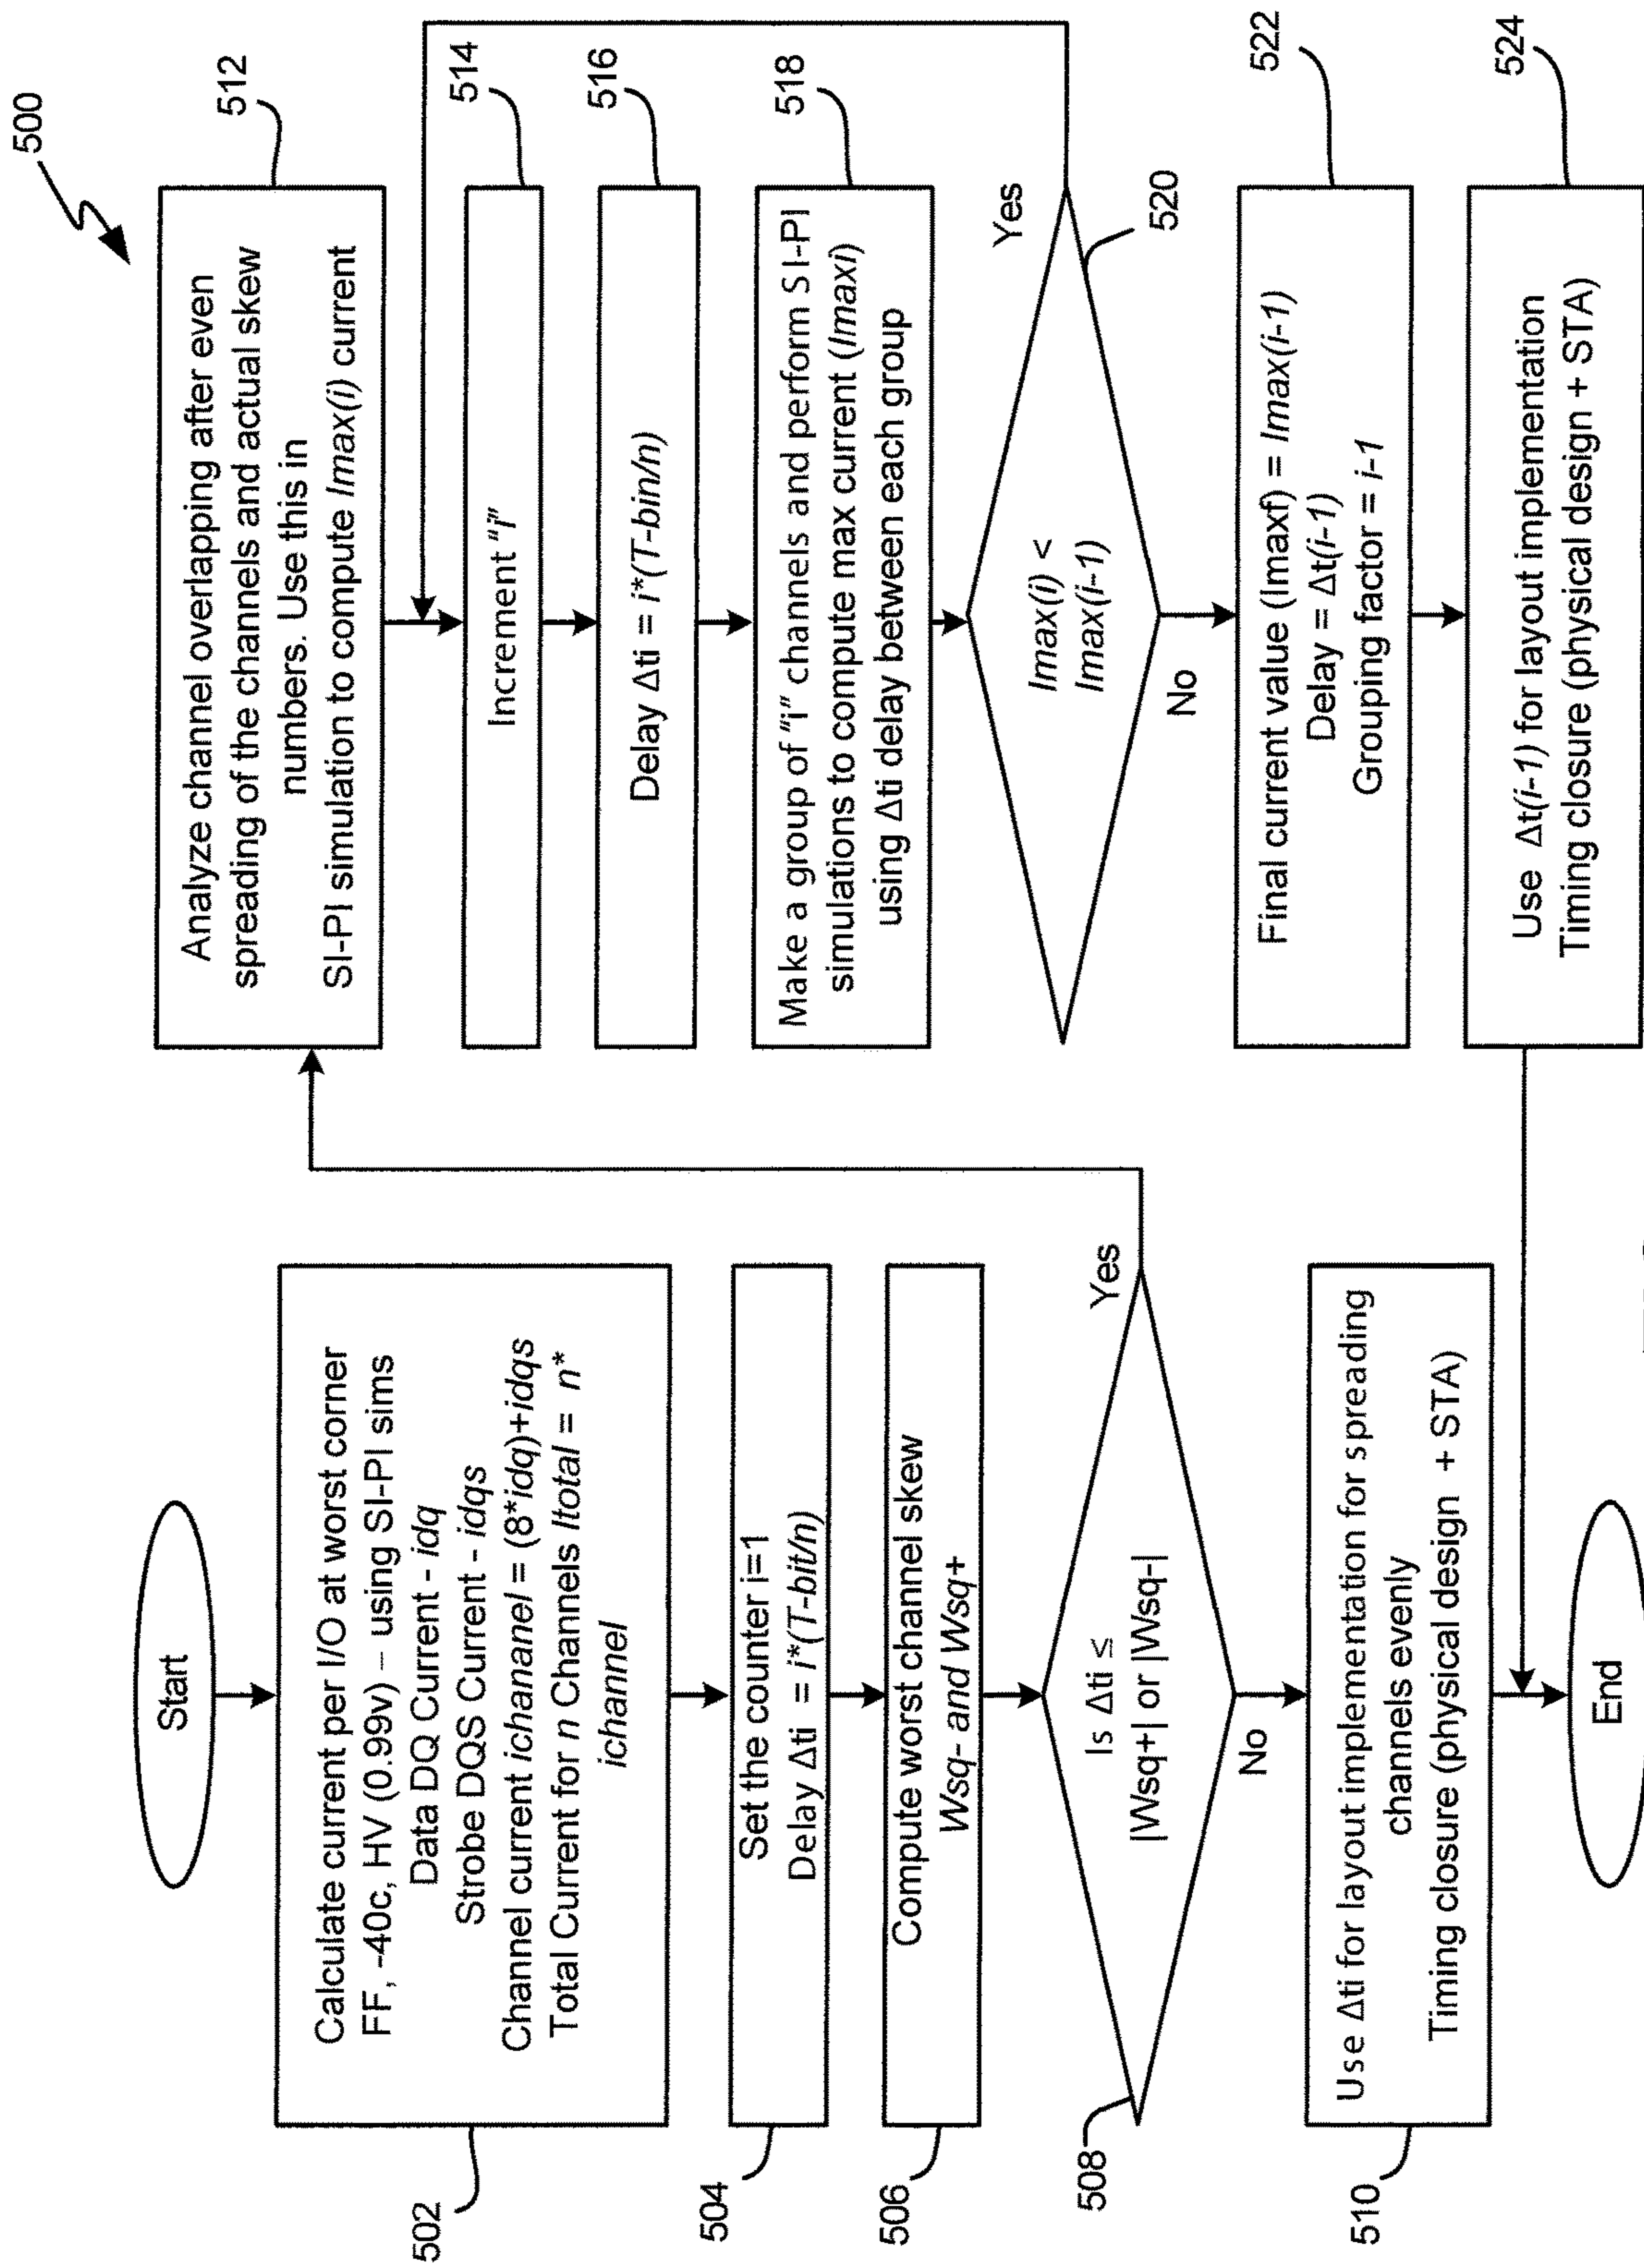 500
Start
Calculate current per I/O at worst corner
FF, -40c, HV (0.99v) – using SI-PI sims
Data DQ Current - idq
Strobe DQS Current - idqs
Channel current ichananel = (8*idq)+idqs
Total Current for n Channels Itotal = n*
ichannel
502
Set the counter i=1
Delay Δti = i*(T-bit/n)
504
Compute worst channel skew
Wsq- and Wsq+
506
Is Δti ≤
|Wsq+| or |Wsq-|
508
Yes
No
Use Δti for layout implementation for spreading
channels evenly
Timing closure (physical design + STA)
510
End
Analyze channel overlapping after even
spreading of the channels and actual skew
numbers. Use this in
SI-PI simulation to compute Imax(i) current
512
Increment "i"
514
Delay Δti = i*(T-bin/n)
516
Make a group of "i" channels and perform SI-PI
simulations to compute max current (Imaxi)
using Δti delay between each group
518
Imax(i) <
Imax(i-1)
520
Yes
No
Final current value (Imaxf) = Imax(i-1)
Delay = Δt(i-1)
Grouping factor = i-1
522
Use Δt(i-1) for layout implementation
Timing closure (physical design + STA)
524